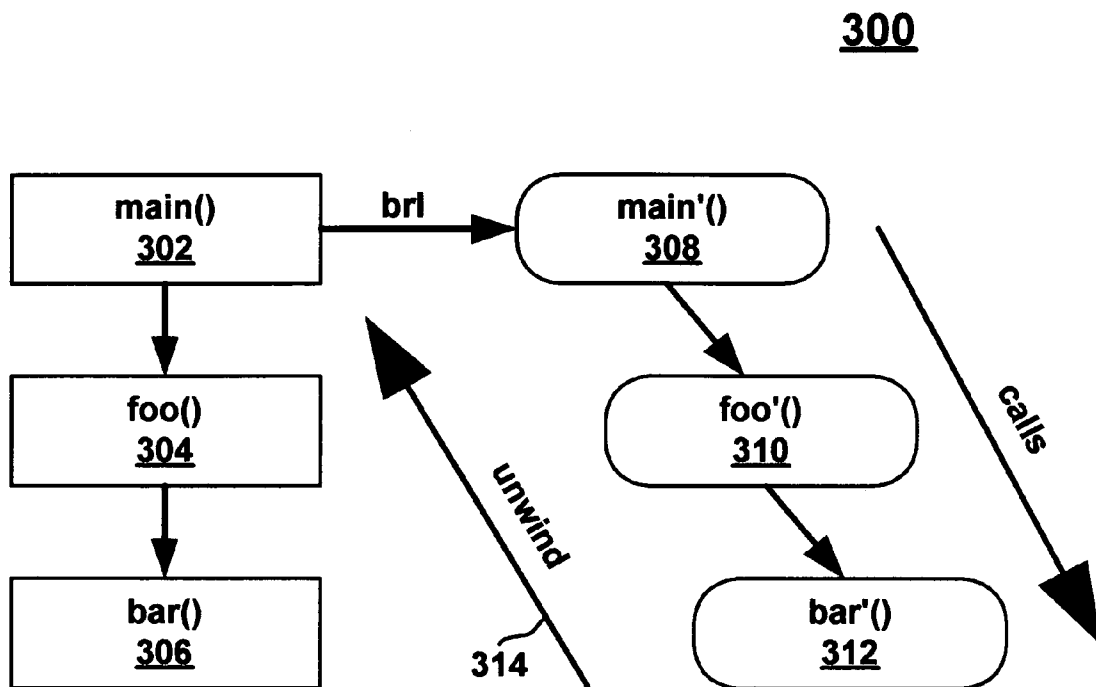 300
main()
302
brl
main'()
308
foo()
304
foo'()
310
calls
unwind
bar()
306
314
bar'()
312